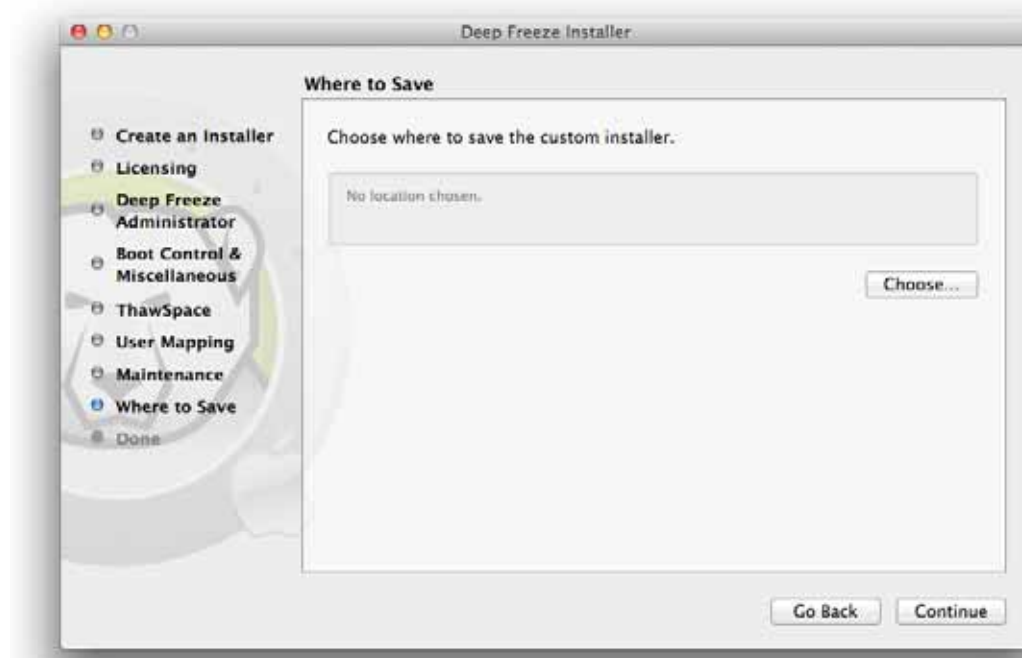 Deep Freeze Installer
Where to Save
Create an Installer
Licensing
Deep Freeze
Administrator
Boot Control &
Miscellaneous
ThawSpace
User Mapping
Maintenance
Where to Save
Done
Choose where to save the custom installer.
No location chosen.
Choose...
Go Back
Continue